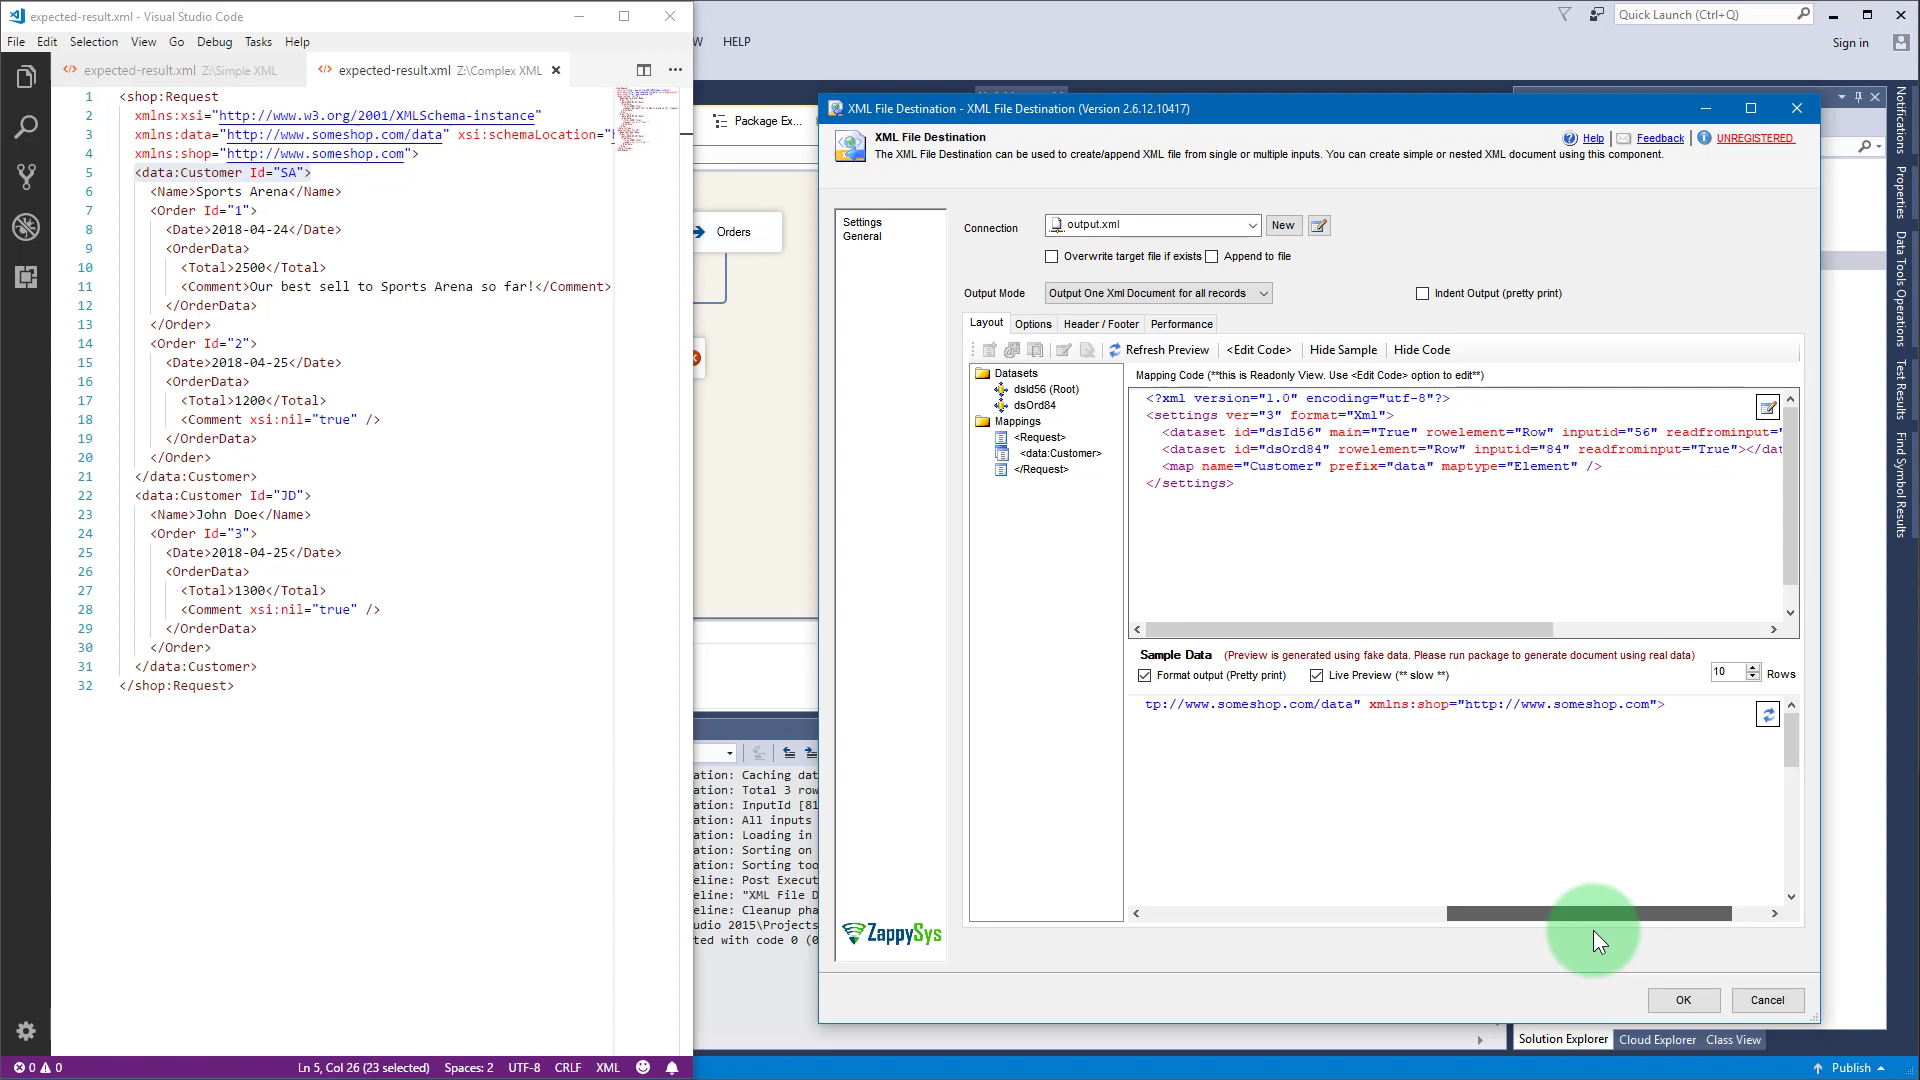 expected-result.xml - Visual Studio Code
File Edit Selection View Go Debug Tasks Help
expected-result.xml Z:\Simple XML
expected-result.xml Z:\Complex XML
1 <shop:Request
2 xmlns:xsi="http://www.w3.org/2001/XMLSchema-instance"
3 xmlns:data="http://www.someshop.com/data" xsi:schemaLocation="
4 xmlns:shop="http://www.someshop.com">
5 <data:Customer Id="SA">
6 <Name>Sports Arena</Name>
7 <Order Id="1">
8 <Date>2018-04-24</Date>
9 <OrderData>
10 <Total>2500</Total>
11 <Comment>Our best sell to Sports Arena so far!</Comment>
12 </OrderData>
13 </Order>
14 <Order Id="2">
15 <Date>2018-04-25</Date>
16 <OrderData>
17 <Total>1200</Total>
18 <Comment xsi:nil="true" />
19 </OrderData>
20 </Order>
21 </data:Customer>
22 <data:Customer Id="JD">
23 <Name>John Doe</Name>
24 <Order Id="3">
25 <Date>2018-04-25</Date>
26 <OrderData>
27 <Total>1300</Total>
28 <Comment xsi:nil="true" />
29 </OrderData>
30 </Order>
31 </data:Customer>
32 </shop:Request>
0 0
Ln 5, Col 26 (23 selected) Spaces: 2 UTF-8 CRLF XML
W HELP
Quick Launch (Ctrl+Q)
Sign in
Package Ex...
Orders
ation: Caching dat
ation: Total 3 row
ation: InputId [81
ation: All inputs
ation: Loading in
ation: Sorting on
ation: Sorting too
eline: Post Execut
eline: "XML File D
eline: Cleanup pha
udio 2015\Projects
ted with code 0 (0
XML File Destination - XML File Destination (Version 2.6.12.10417)
XML File Destination
The XML File Destination can be used to create/append XML file from single or multiple inputs. You can create simple or nested XML document using this component.
Help Feedback UNREGISTERED
Settings
General
ZappySys
Connection output.xml New
Overwrite target file if exists Append to file
Output Mode Output One Xml Document for all records Indent Output (pretty print)
Layout Options Header / Footer Performance
Refresh Preview <Edit Code> Hide Sample Hide Code
Datasets
dsId56 (Root)
dsOrd84
Mappings
<Request>
<data:Customer>
</Request>
Mapping Code (**this is Readonly View. Use <Edit Code> option to edit**)
<?xml version="1.0" encoding="utf-8"?>
<settings ver="3" format="Xml">
<dataset id="dsId56" main="True" rowelement="Row" inputid="56" readfrominput="
<dataset id="dsOrd84" rowelement="Row" inputid="84" readfrominput="True"></dat
<map name="Customer" prefix="data" maptype="Element" />
</settings>
Sample Data (Preview is generated using fake data. Please run package to generate document using real data)
Format output (Pretty print) Live Preview (** slow **) 10 Rows
tp://www.someshop.com/data" xmlns:shop="http://www.someshop.com">
OK Cancel
Solution Explorer Cloud Explorer Class View
Publish
Notifications
Properties
Data Tools Operations
Test Results
Find Symbol Results